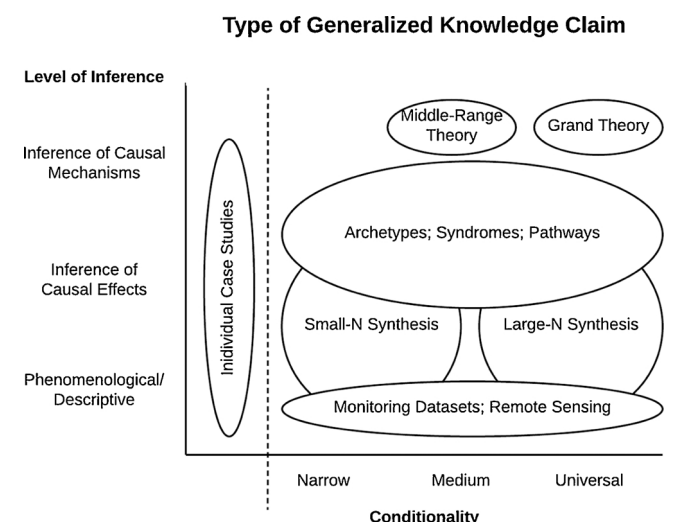 Type of Generalized Knowledge Claim
Level of Inference
Middle-Range
Theory
Grand Theory
Inference of Causal
Mechanisms
Archetypes; Syndromes; Pathways
Inidividual Case Studies
Inference of
Causal Effects
Small-N Synthesis
Large-N Synthesis
Phenomenological/
Descriptive
Monitoring Datasets; Remote Sensing
Narrow
Medium
Universal
Conditionality